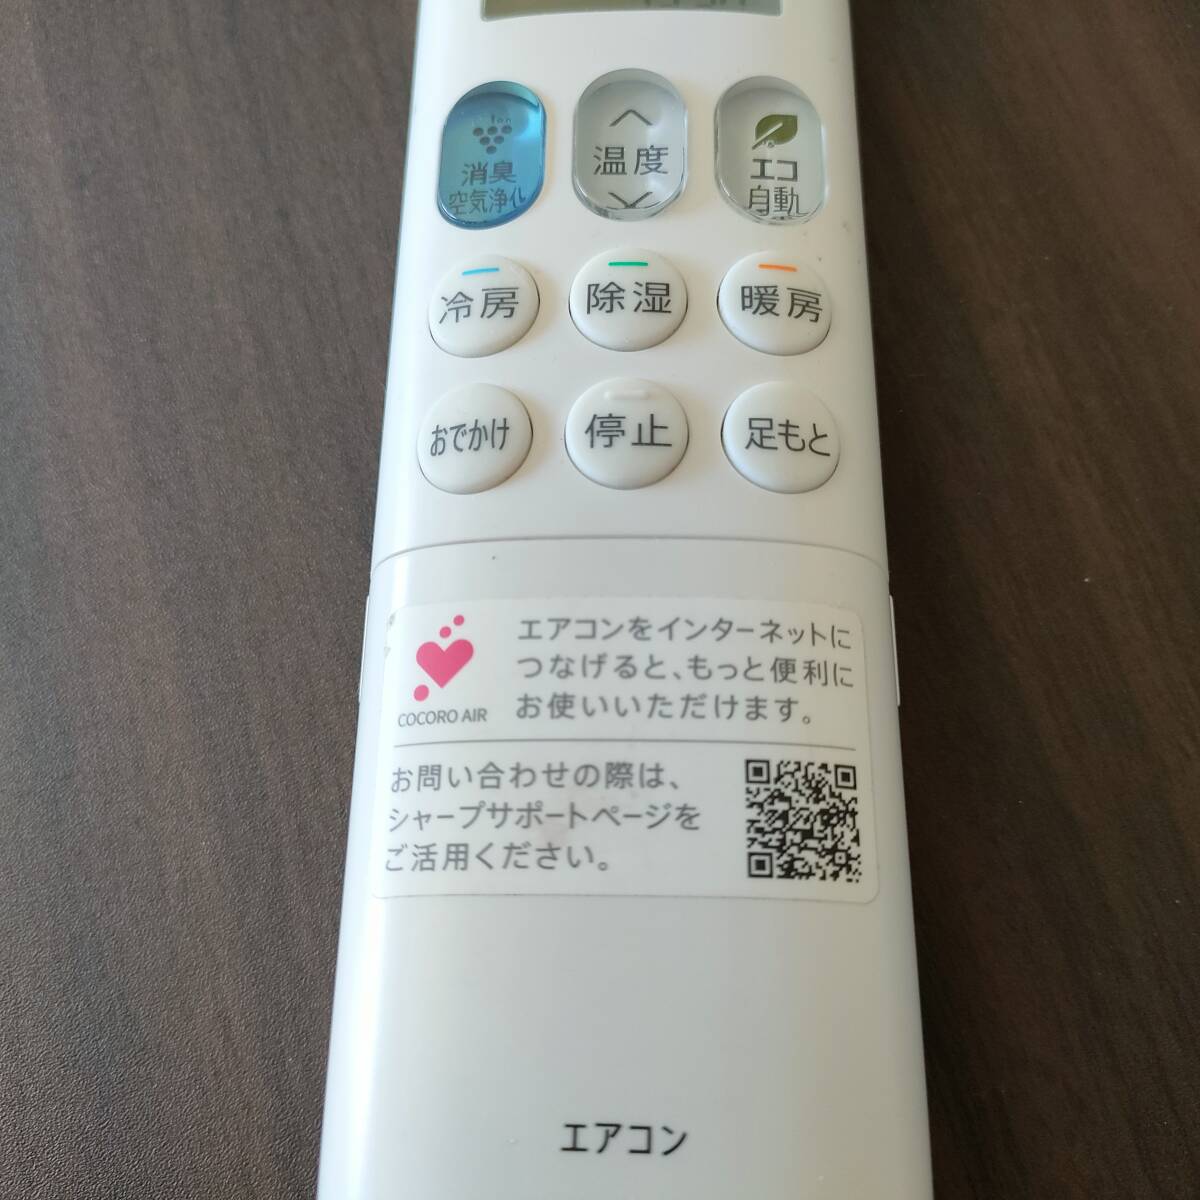 消臭
空気浄化
温度
エコ
自動
冷房
除湿
暖房
おでかけ
停止
足もと
エアコンをインターネットに
つなげると、もっと便利に
お使いいただけます。
COCORO AIR
お問い合わせの際は、
シャープサポートページを
ご活用ください。
エアコン